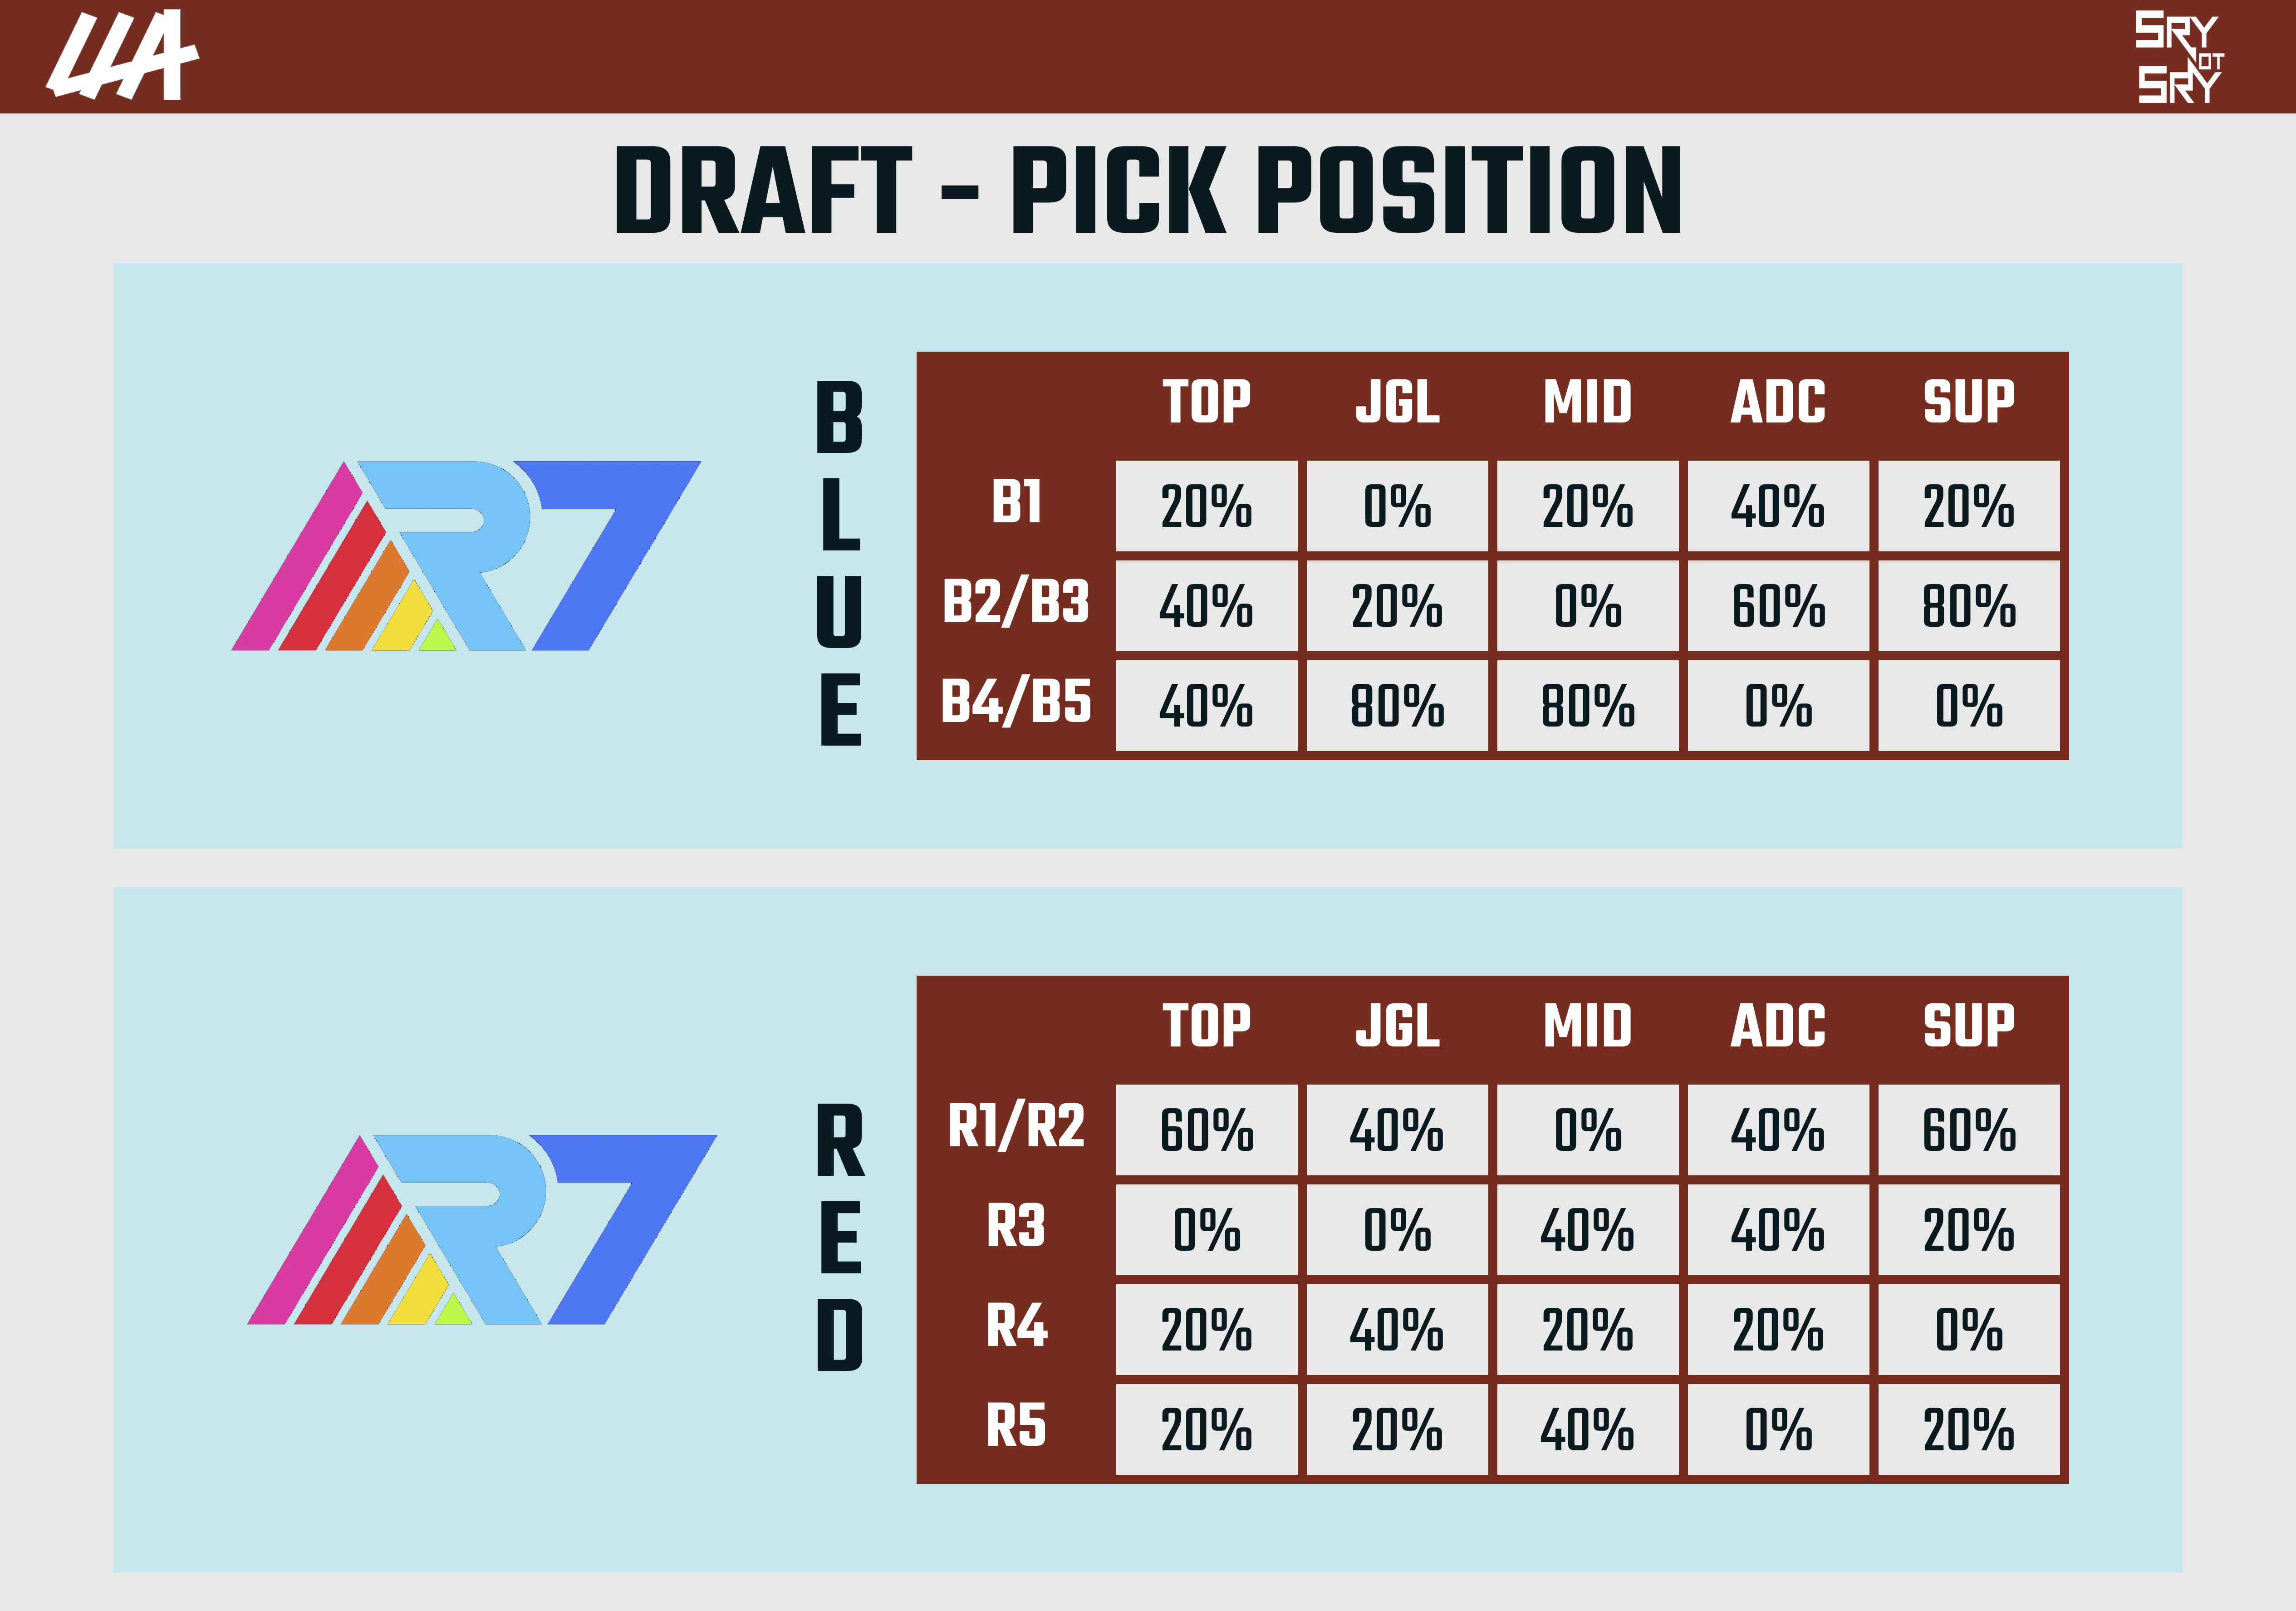 LLA
SRY NOT SRY
DRAFT - PICK POSITION
R7
BLUE
TOP JGL MID ADC SUP
B1 20% 0% 20% 40% 20%
B2/B3 40% 20% 0% 60% 80%
B4/B5 40% 80% 80% 0% 0%
R7
RED
TOP JGL MID ADC SUP
R1/R2 60% 40% 0% 40% 60%
R3 0% 0% 40% 40% 20%
R4 20% 40% 20% 20% 0%
R5 20% 20% 40% 0% 20%